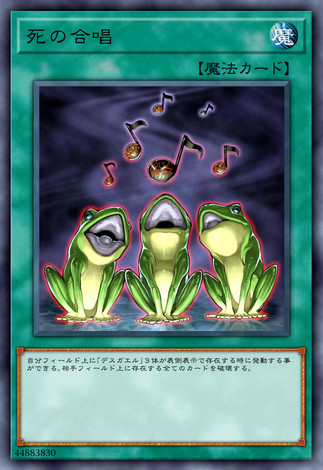 死の合唱
魔
【魔法カード】
自分フィールド上に「デスガエル」３体が表側表示で存在する時に発動する事
ができる。相手フィールド上に存在する全てのカードを破壊する。
44883830